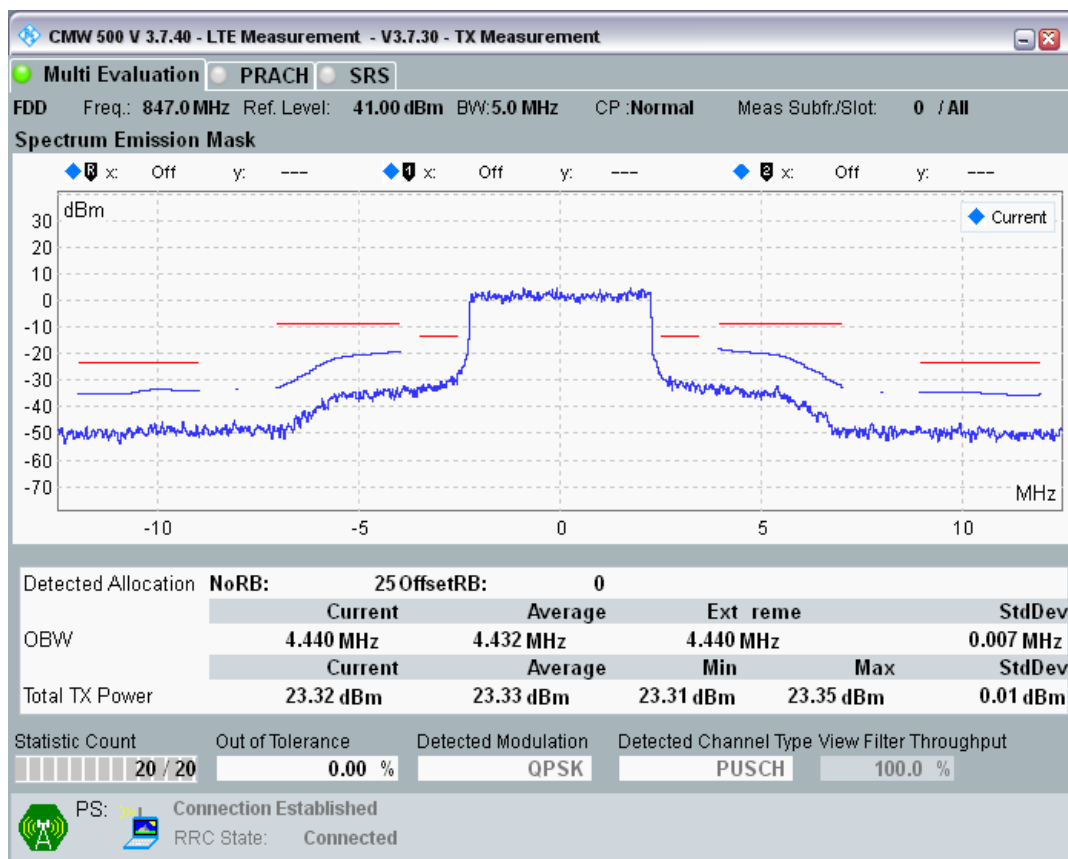 CMW 500 V 3.7.40 - LTE Measurement - V3.7.30 - TX Measurement
Multi Evaluation PRACH SRS
FDD Freq.: 847.0 MHz Ref. Level: 41.00 dBm BW:5.0 MHz CP :Normal Meas Subfr./Slot: 0 / All
Spectrum Emission Mask
R x: Off y: --- 1 x: Off y: --- 2 x: Off y: ---
dBm
Current
30
20
10
0
-10
-20
-30
-40
-50
-60
-70
MHz
-10 -5 0 5 10
Detected Allocation NoRB: 25 OffsetRB: 0
Current Average Ext reme StdDev
OBW 4.440 MHz 4.432 MHz 4.440 MHz 0.007 MHz
Current Average Min Max StdDev
Total TX Power 23.32 dBm 23.33 dBm 23.31 dBm 23.35 dBm 0.01 dBm
Statistic Count Out of Tolerance Detected Modulation Detected Channel Type View Filter Throughput
20 / 20 0.00 % QPSK PUSCH 100.0 %
PS: Connection Established
RRC State: Connected